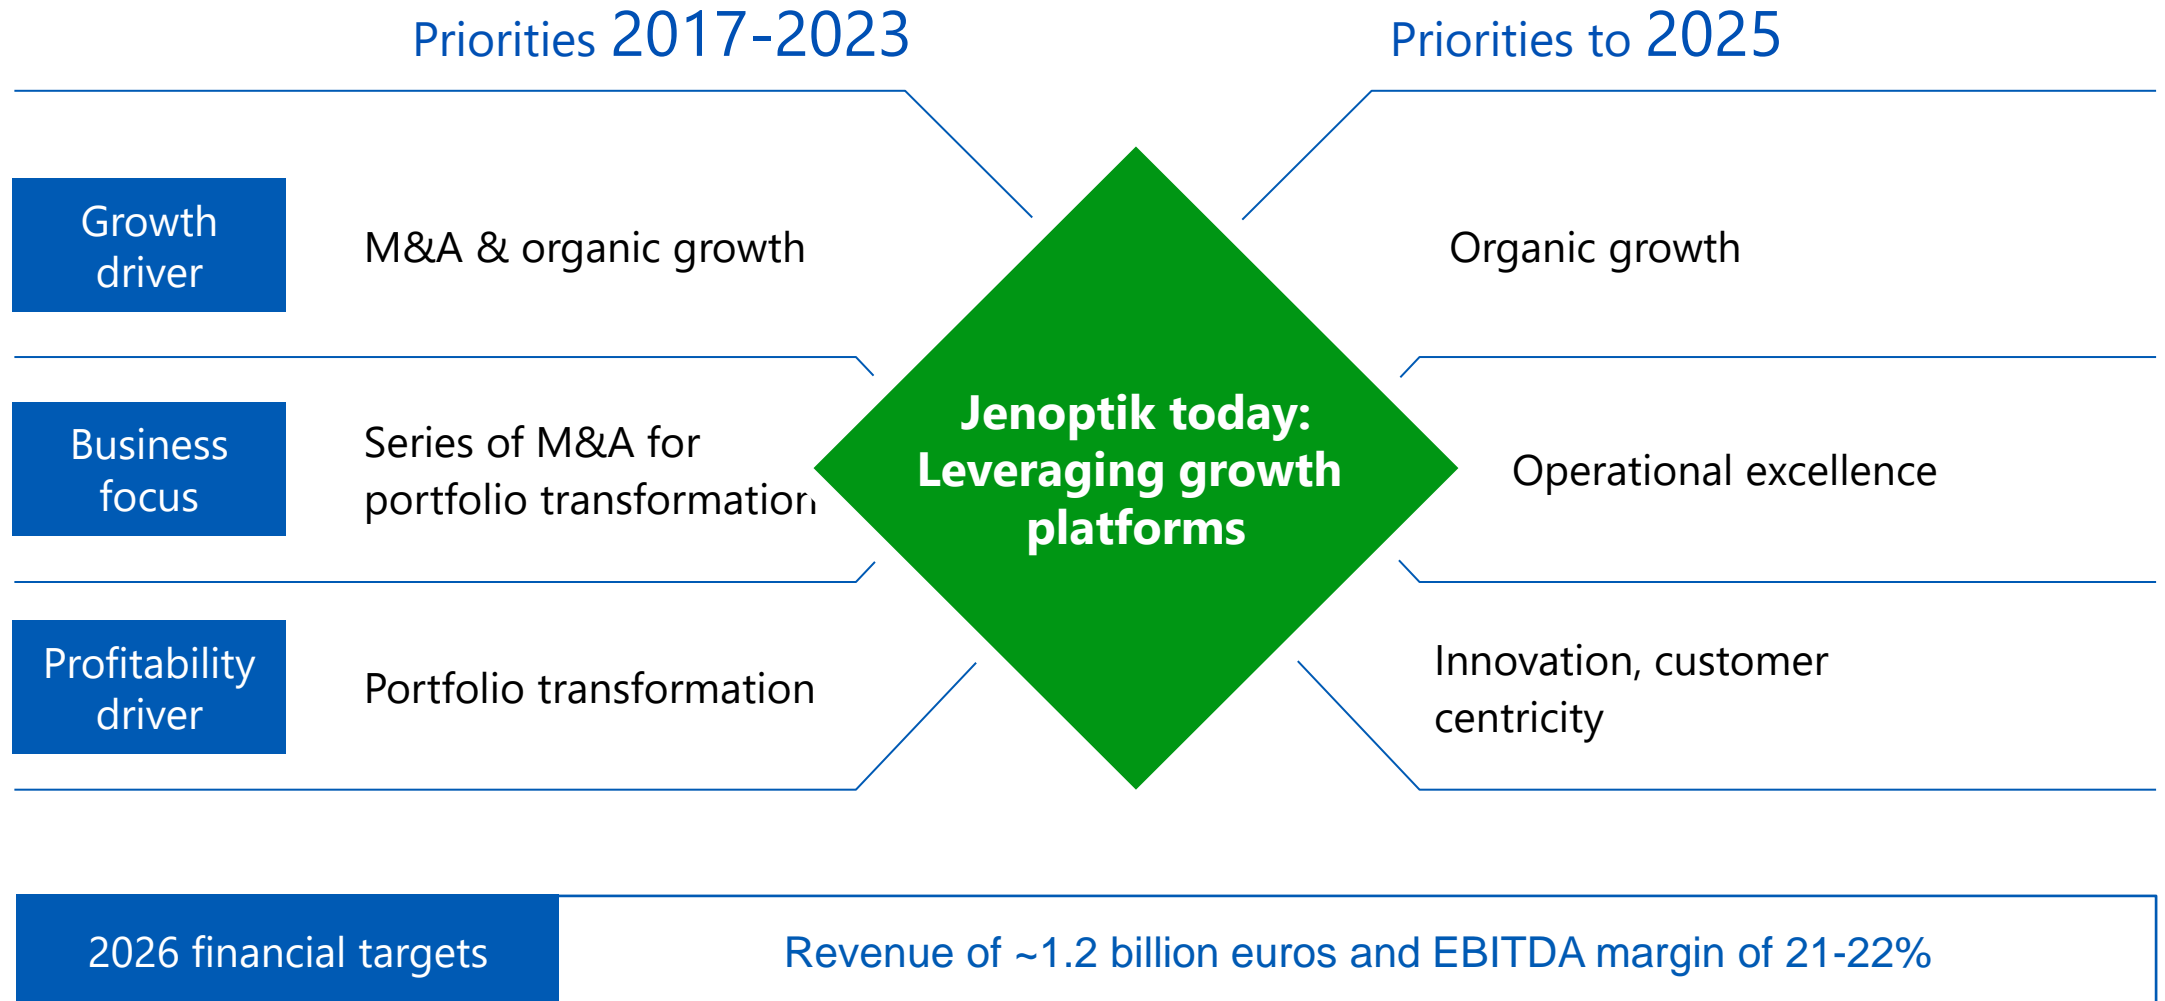 Priorities 2017-2023
Priorities to 2025
Growth
driver
M&A & organic growth
Organic growth
Business
focus
Series of M&A for
portfolio transformation
Jenoptik today:
Leveraging growth
platforms
Operational excellence
Profitability
driver
Portfolio transformation
Innovation, customer
centricity
2026 financial targets
Revenue of ~1.2 billion euros and EBITDA margin of 21-22%